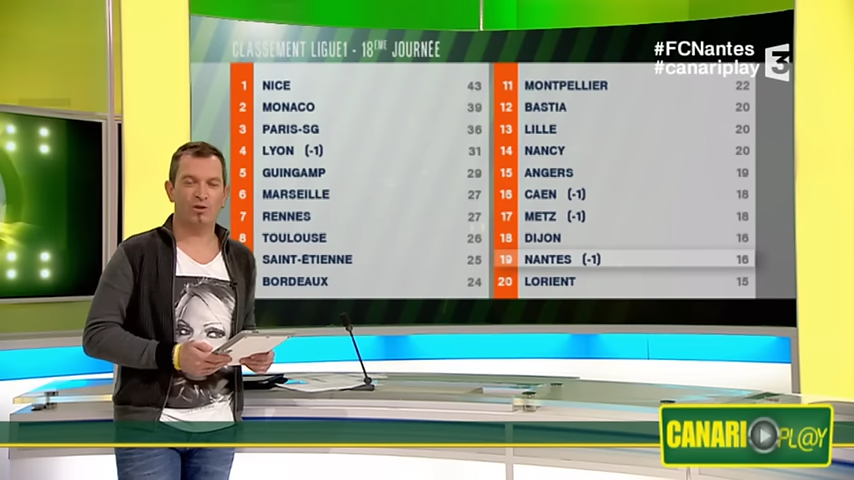 CLASSEMENT LIGUE1 - 18EME JOURNÉE
#FCNantes
#canariplay 3
1 NICE 43
2 MONACO 39
3 PARIS-SG 36
4 LYON (-1) 31
5 GUINGAMP 29
6 MARSEILLE 27
7 RENNES 27
8 TOULOUSE 26
SAINT-ÉTIENNE 25
BORDEAUX 24
11 MONTPELLIER 22
12 BASTIA 20
13 LILLE 20
14 NANCY 20
15 ANGERS 19
16 CAEN (-1) 18
17 METZ (-1) 18
18 DIJON 16
19 NANTES (-1) 16
20 LORIENT 15
CANARI PL@Y